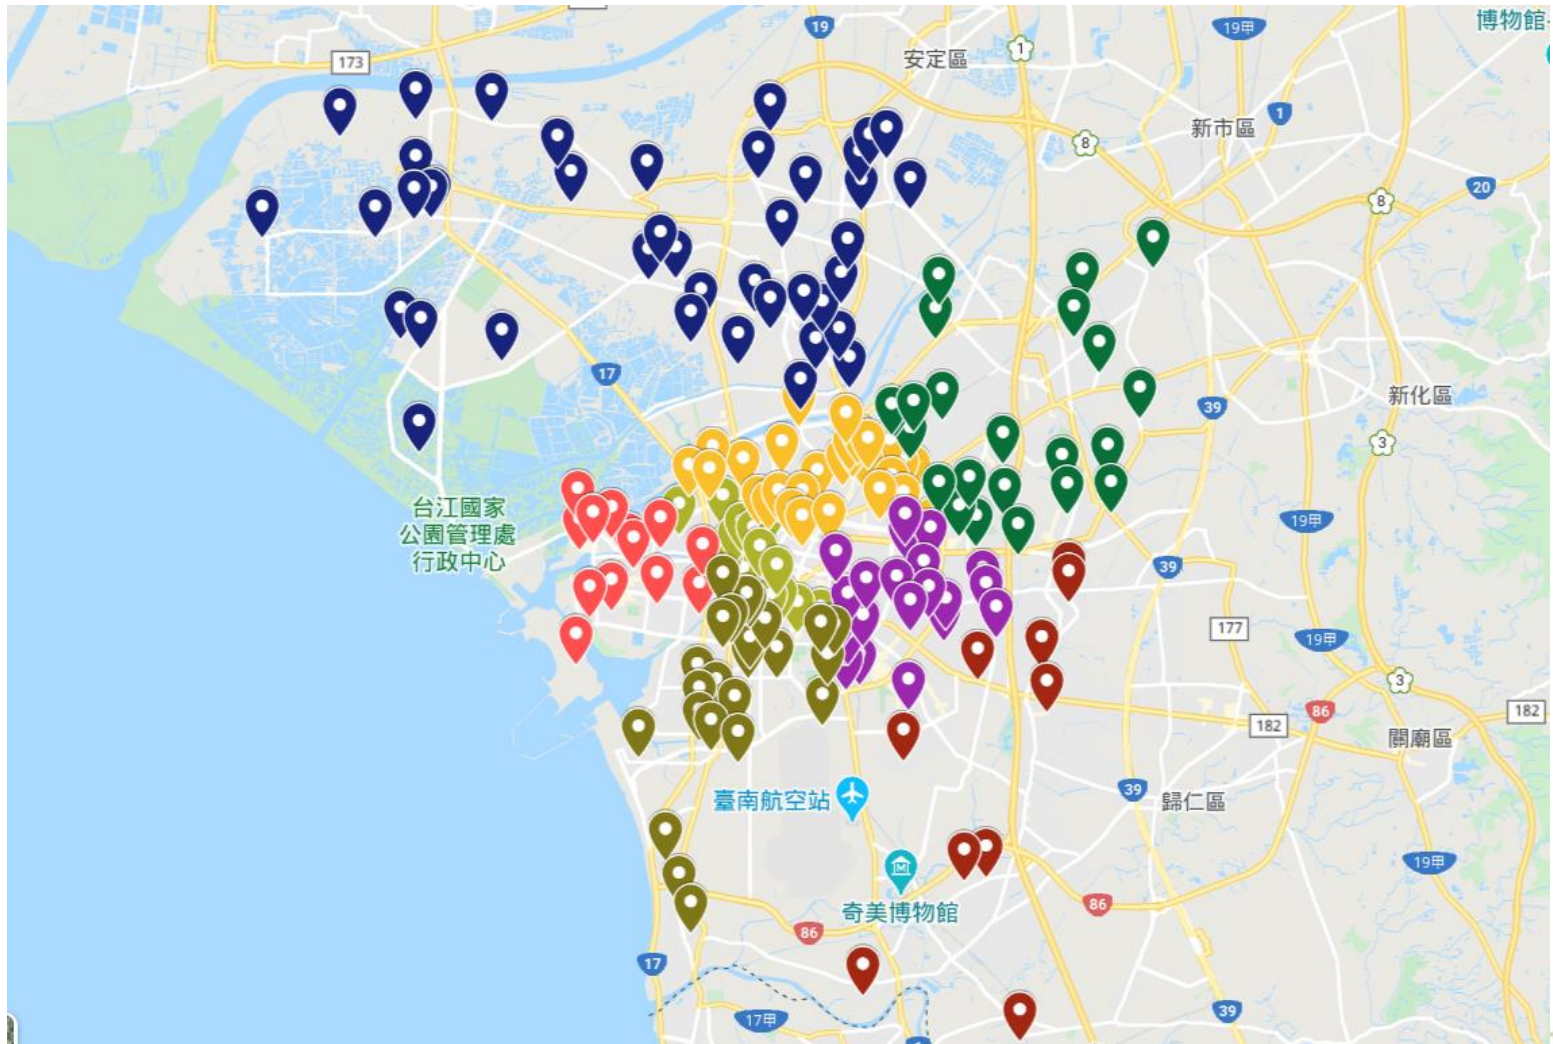 19
19甲
博物館
173
安定區
1
新市區
1
8
20
8
17
39
新化區
3
台江國家
公園管理處
行政中心
19甲
39
177
19甲
3
182
86
182
關廟區
臺南航空站
39
歸仁區
19甲
奇美博物館
86
86
17
17甲
39